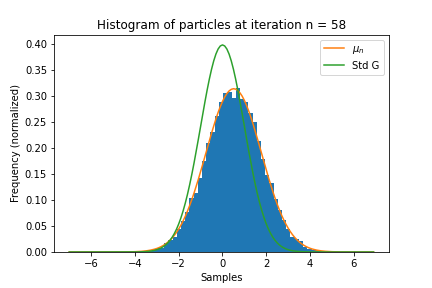 Histogram of particles at iteration n = 58
μₙ
Std G
Frequency (normalized)
0.40
0.35
0.30
0.25
0.20
0.15
0.10
0.05
0.00
−6 −4 −2 0 2 4 6
Samples